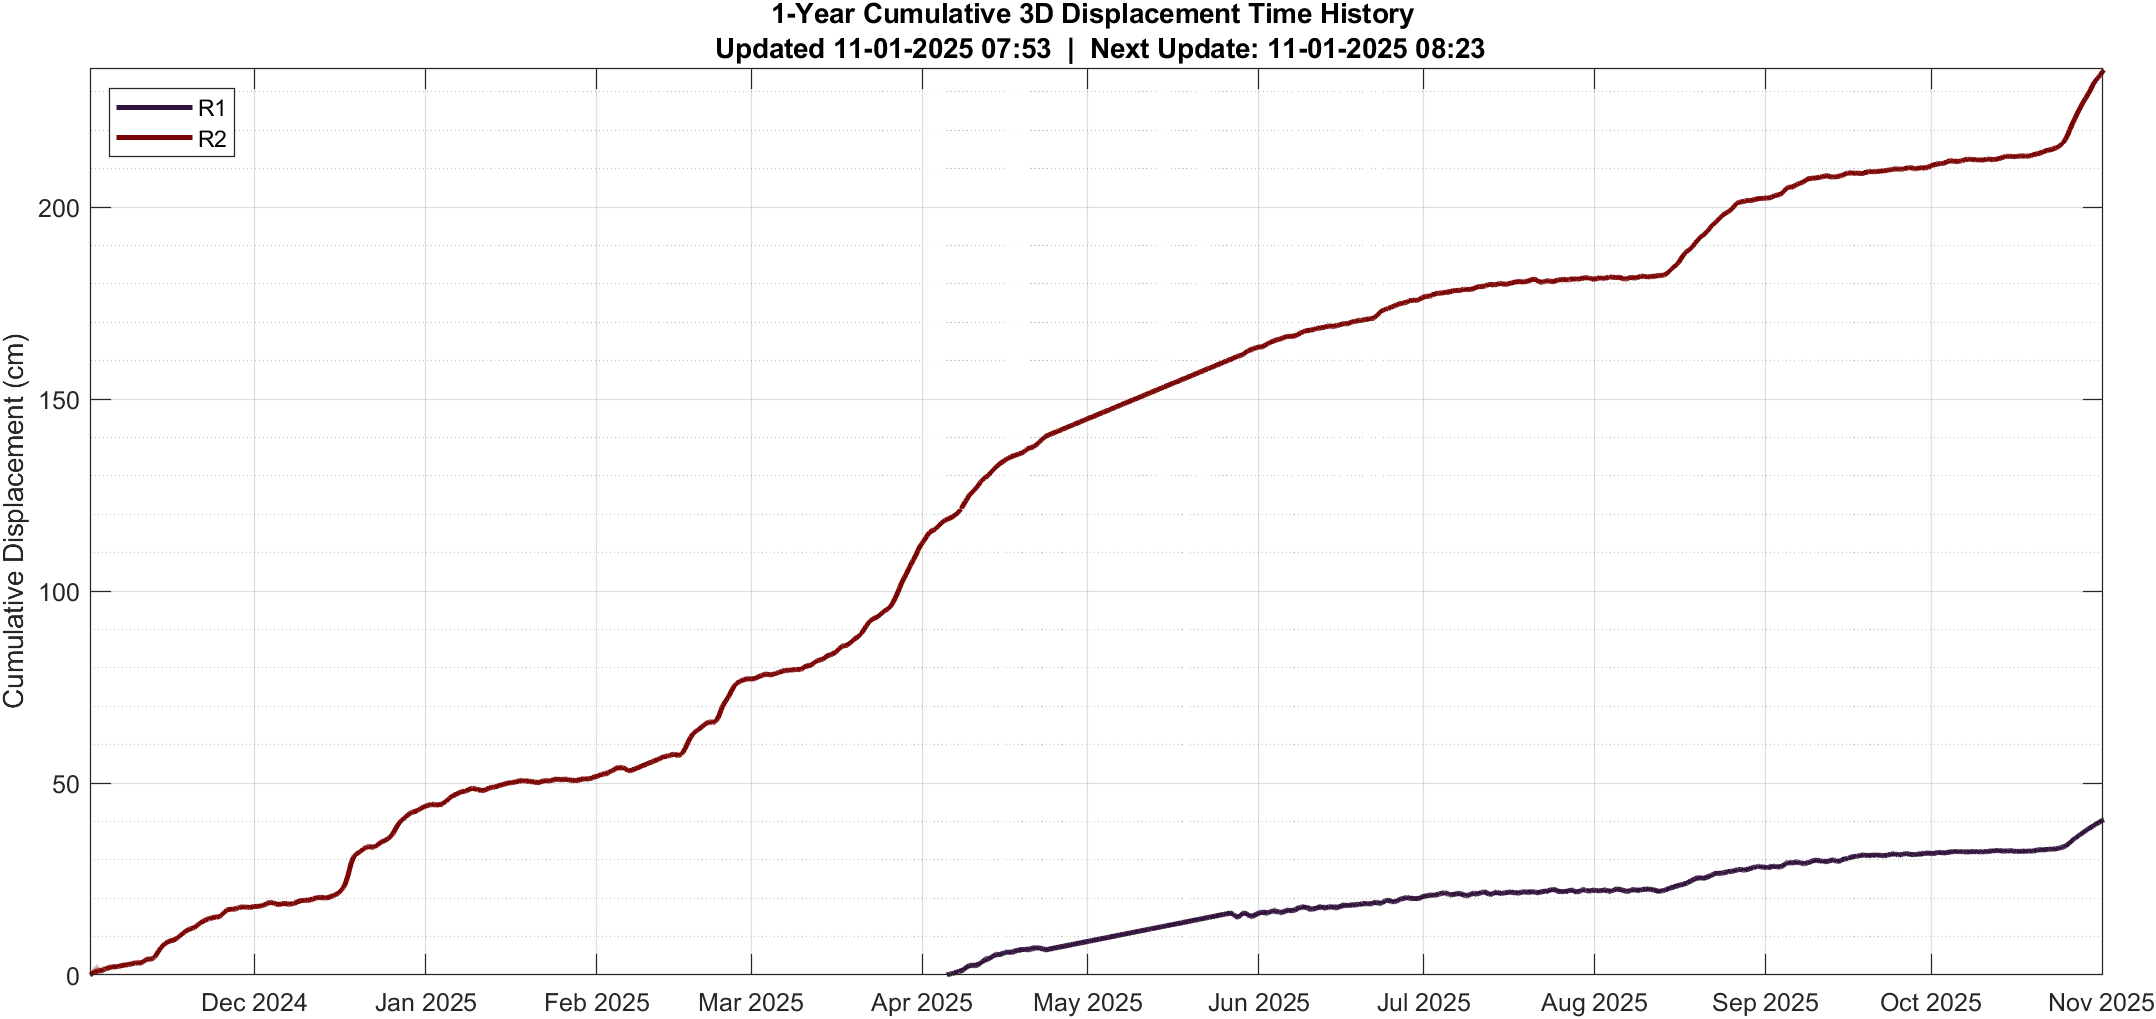 1-Year Cumulative 3D Displacement Time History
Updated 11-01-2025 07:53 | Next Update: 11-01-2025 08:23
R1
R2
Cumulative Displacement (cm)
200
150
100
50
0
Dec 2024 Jan 2025 Feb 2025 Mar 2025 Apr 2025 May 2025 Jun 2025 Jul 2025 Aug 2025 Sep 2025 Oct 2025 Nov 2025